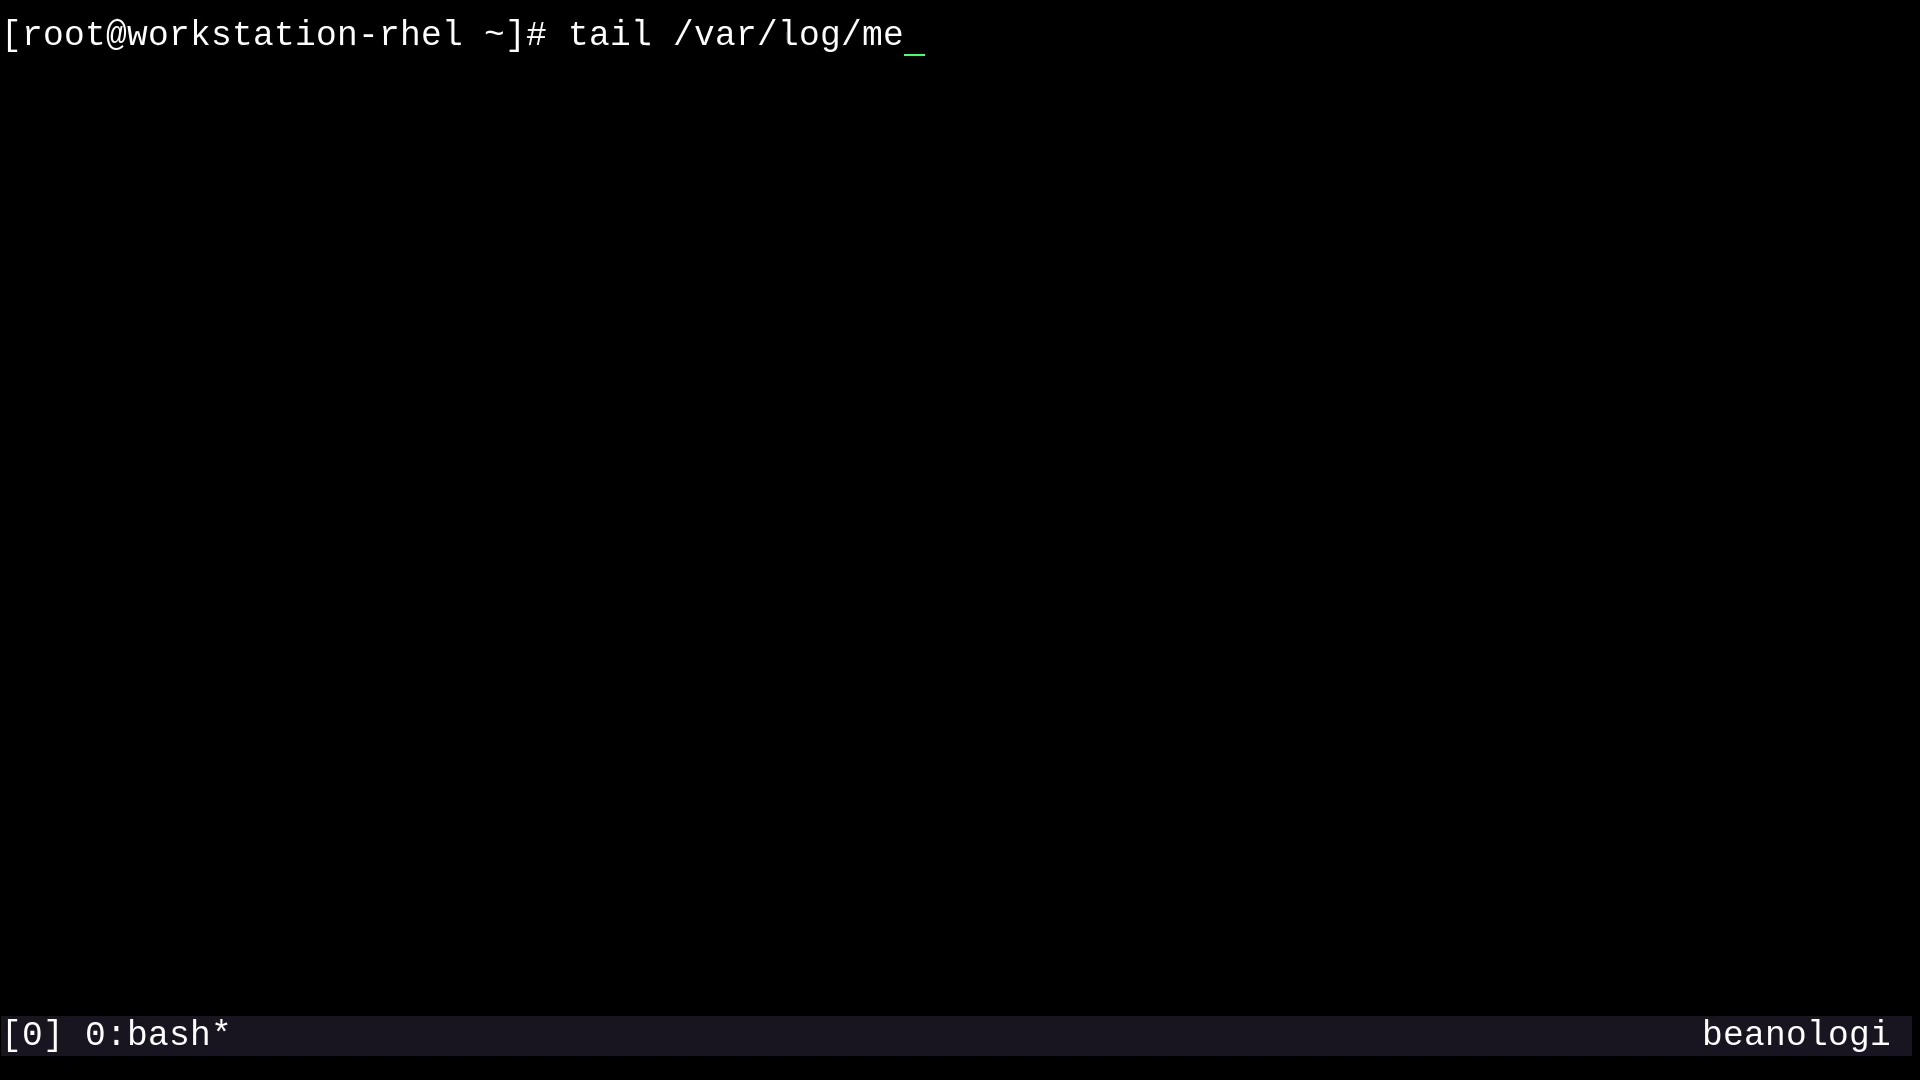 [root@workstation-rhel ~]# tail /var/log/me_
[0] 0:bash* beanologi